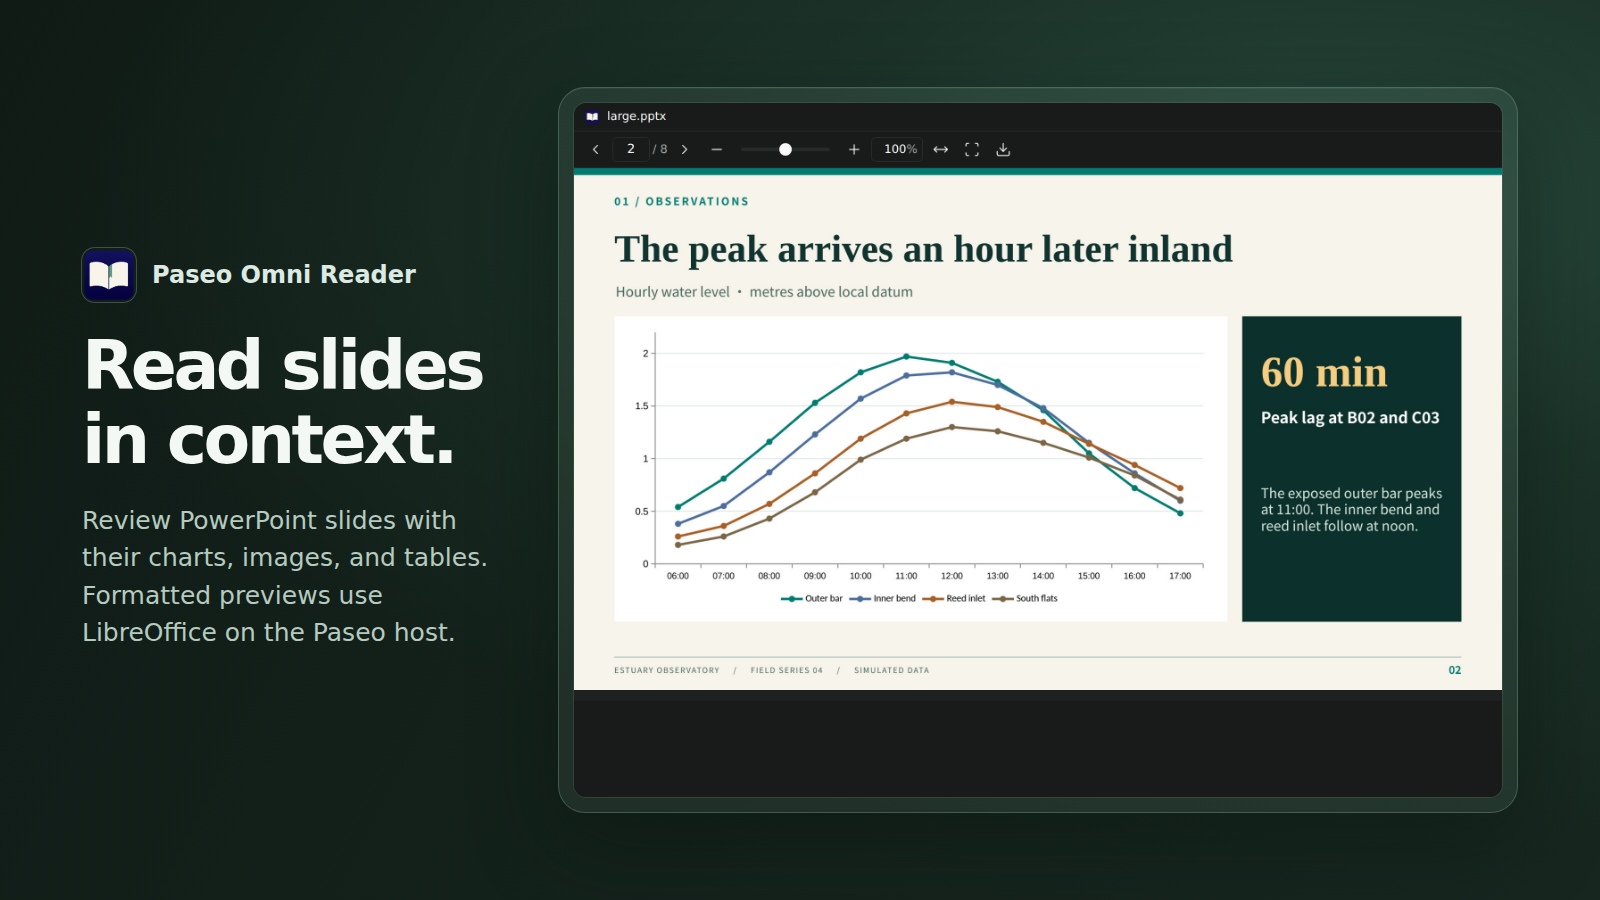 Paseo Omni Reader
Read slides
in context.
Review PowerPoint slides with
their charts, images, and tables.
Formatted previews use
LibreOffice on the Paseo host.
large.pptx
2 / 8
100%
01 / OBSERVATIONS
The peak arrives an hour later inland
Hourly water level • metres above local datum
2
1.5
1
0.5
0
06:00 07:00 08:00 09:00 10:00 11:00 12:00 13:00 14:00 15:00 16:00 17:00
Outer bar Inner bend Reed inlet South flats
60 min
Peak lag at B02 and C03
The exposed outer bar peaks
at 11:00. The inner bend and
reed inlet follow at noon.
ESTUARY OBSERVATORY / FIELD SERIES 04 / SIMULATED DATA
02